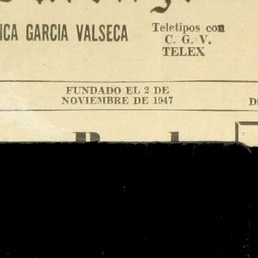 ICA GARCIA VALSECA
Teletipos con
C. G. V.
TELEX
FUNDADO EL 2 DE
NOVIEMBRE DE 1947